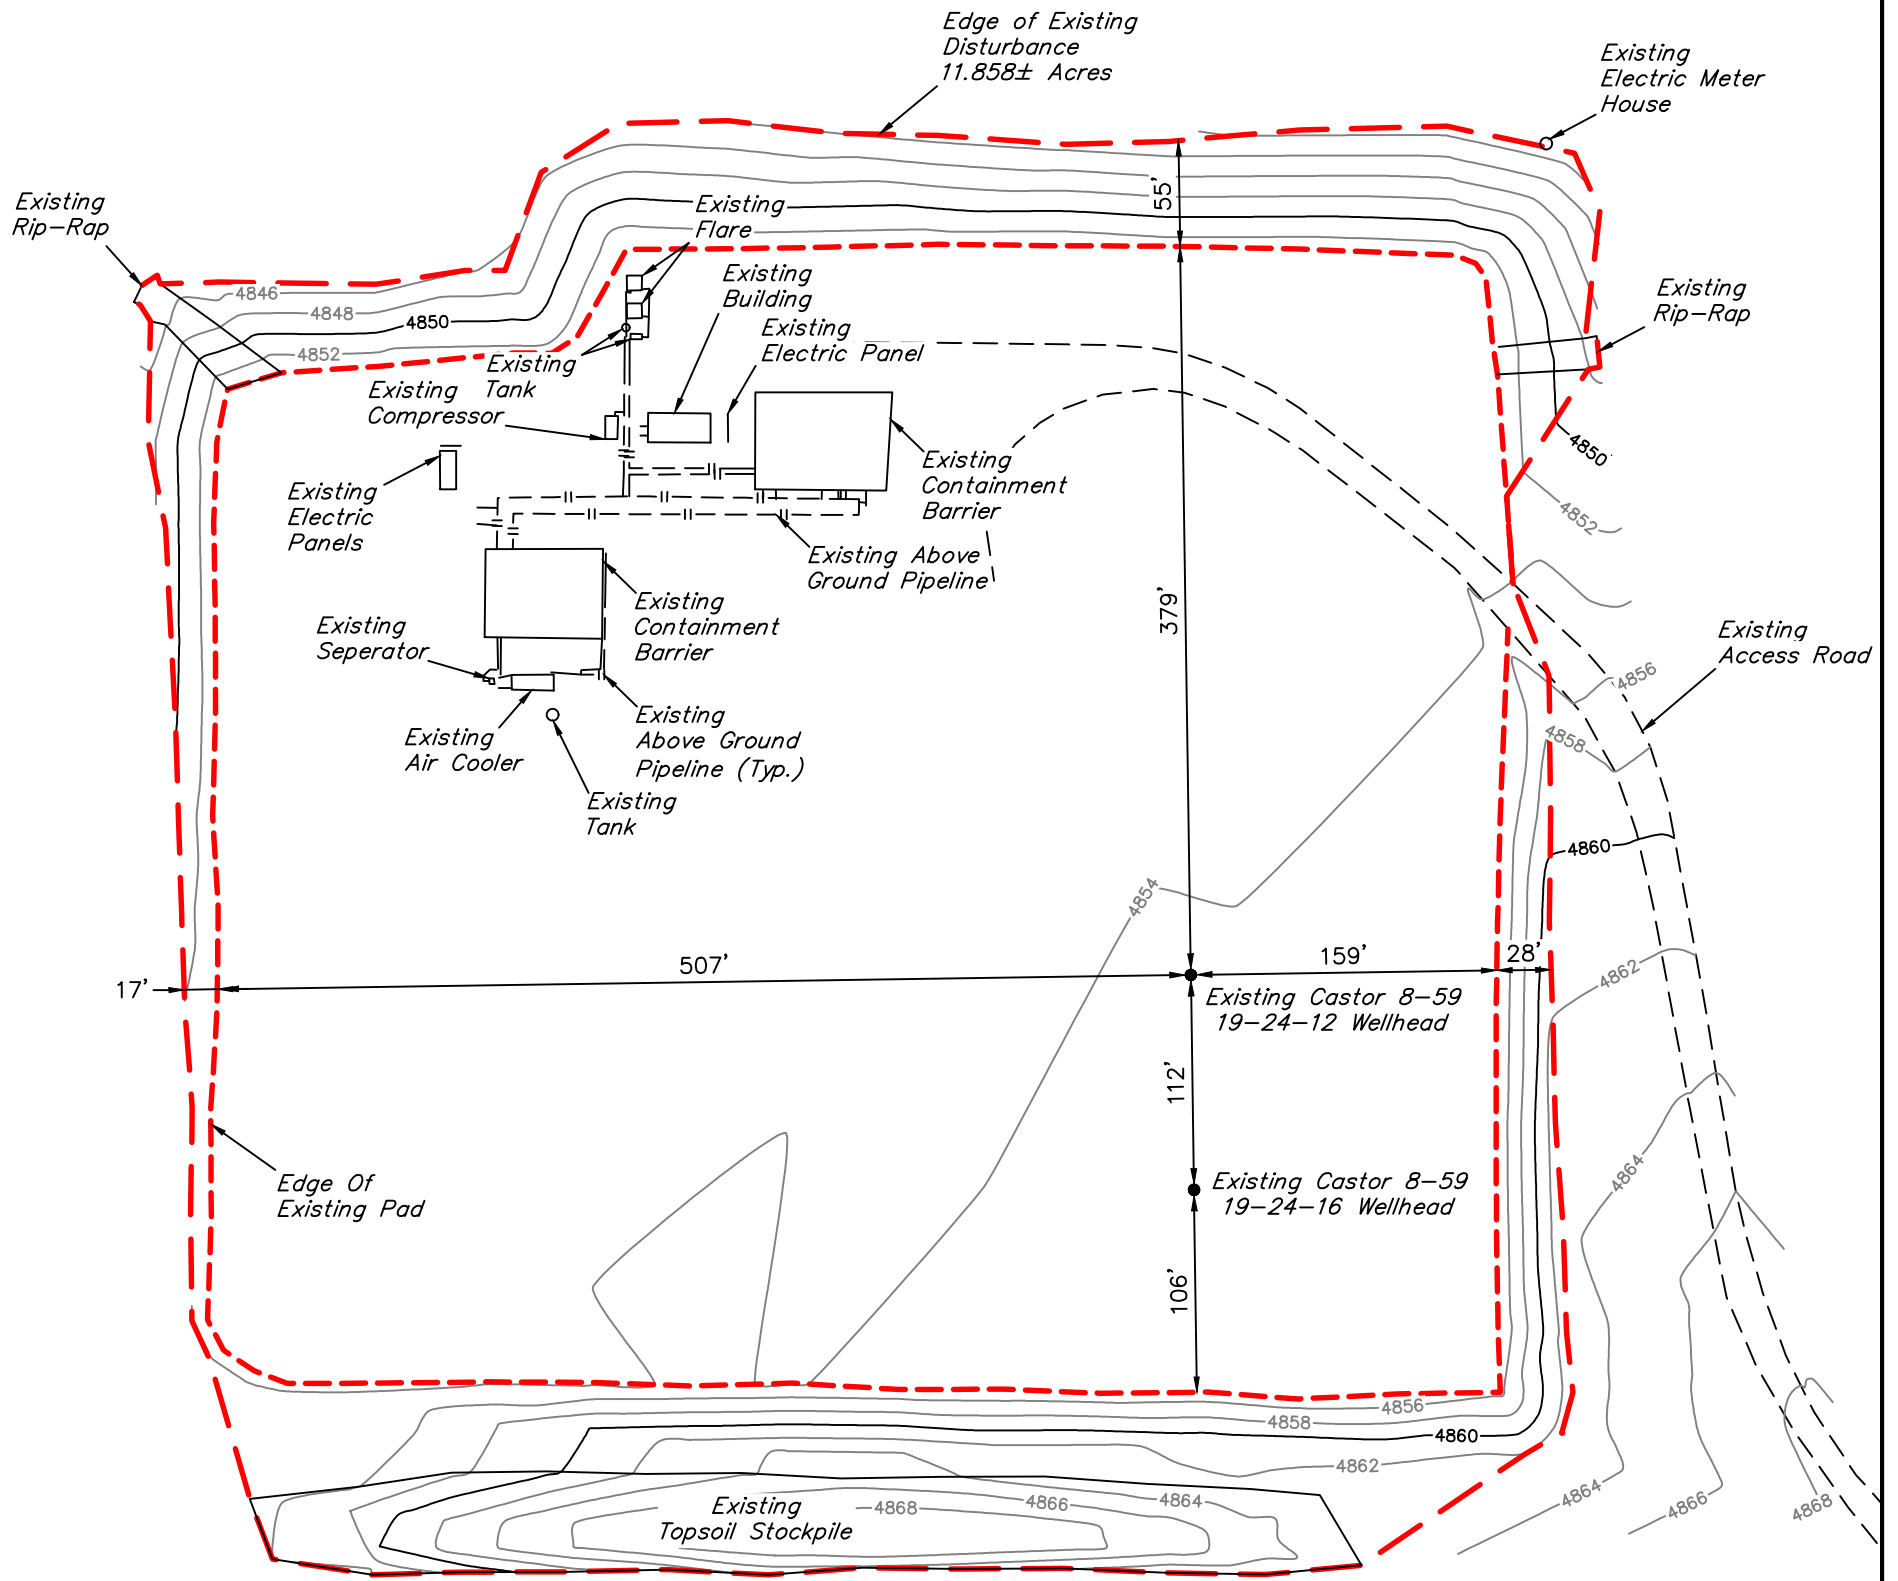 Edge of Existing
Disturbance
11.858± Acres
Existing
Electric Meter
House
Existing
Rip-Rap
55'
Existing
Flare
Existing
Building
Existing
Electric Panel
Existing
Rip-Rap
4846
4848
4850
4852
Existing
Tank
Existing
Compressor
4850
Existing
Containment
Barrier
Existing
Electric
Panels
4852
Existing Above
Ground Pipeline
379'
Existing
Containment
Barrier
Existing
Seperator
Existing
Access Road
4856
4858
Existing
Above Ground
Pipeline (Typ.)
Existing
Air Cooler
Existing
Tank
4860
4854
17'
507'
159'
28'
4862
Existing Castor 8-59
19-24-12 Wellhead
112'
Edge Of
Existing Pad
Existing Castor 8-59
19-24-16 Wellhead
4864
106'
4856
4858
4860
4862
Existing
Topsoil Stockpile
4868
4866
4864
4864
4866
4868